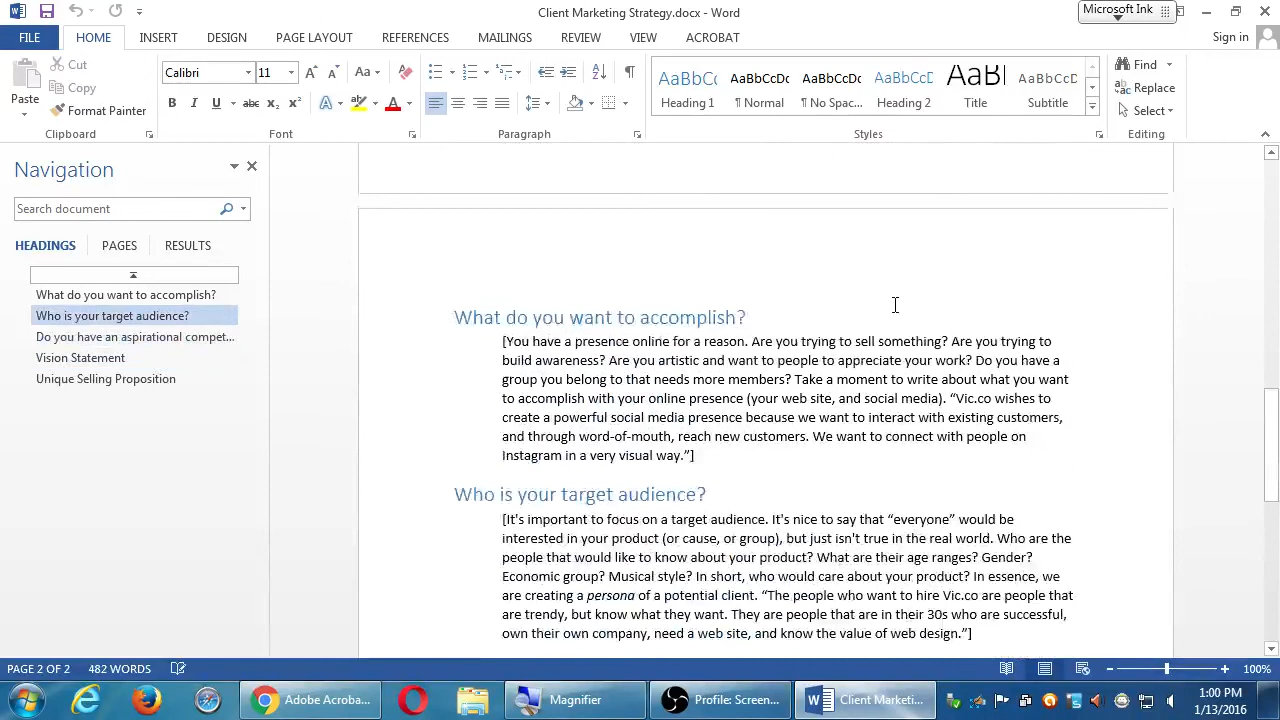 Client Marketing Strategy.docx - Word
Microsoft Ink
FILE HOME INSERT DESIGN PAGE LAYOUT REFERENCES MAILINGS REVIEW VIEW ACROBAT Sign in
Paste
Cut
Copy
Format Painter
Clipboard
Calibri 11
Font
Paragraph
AaBbCc AaBbCcDc AaBbCcDc AaBbCcD AaB AaBbCcD
Heading 1 ¶ Normal ¶ No Spac... Heading 2 Title Subtitle
Styles
Find
Replace
Select
Editing
Navigation
Search document
HEADINGS PAGES RESULTS
What do you want to accomplish?
Who is your target audience?
Do you have an aspirational compet...
Vision Statement
Unique Selling Proposition
What do you want to accomplish?
[You have a presence online for a reason. Are you trying to sell something? Are you trying to
build awareness? Are you artistic and want to people to appreciate your work? Do you have a
group you belong to that needs more members? Take a moment to write about what you want
to accomplish with your online presence (your web site, and social media). “Vic.co wishes to
create a powerful social media presence because we want to interact with existing customers,
and through word-of-mouth, reach new customers. We want to connect with people on
Instagram in a very visual way.”]
Who is your target audience?
[It's important to focus on a target audience. It's nice to say that “everyone” would be
interested in your product (or cause, or group), but just isn't true in the real world. Who are the
people that would like to know about your product? What are their age ranges? Gender?
Economic group? Musical style? In short, who would care about your product? In essence, we
are creating a persona of a potential client. “The people who want to hire Vic.co are people that
are trendy, but know what they want. They are people that are in their 30s who are successful,
own their own company, need a web site, and know the value of web design.”]
PAGE 2 OF 2 482 WORDS 100%
Adobe Acroba... Magnifier Profile: Screen... Client Marketi...
1:00 PM
1/13/2016